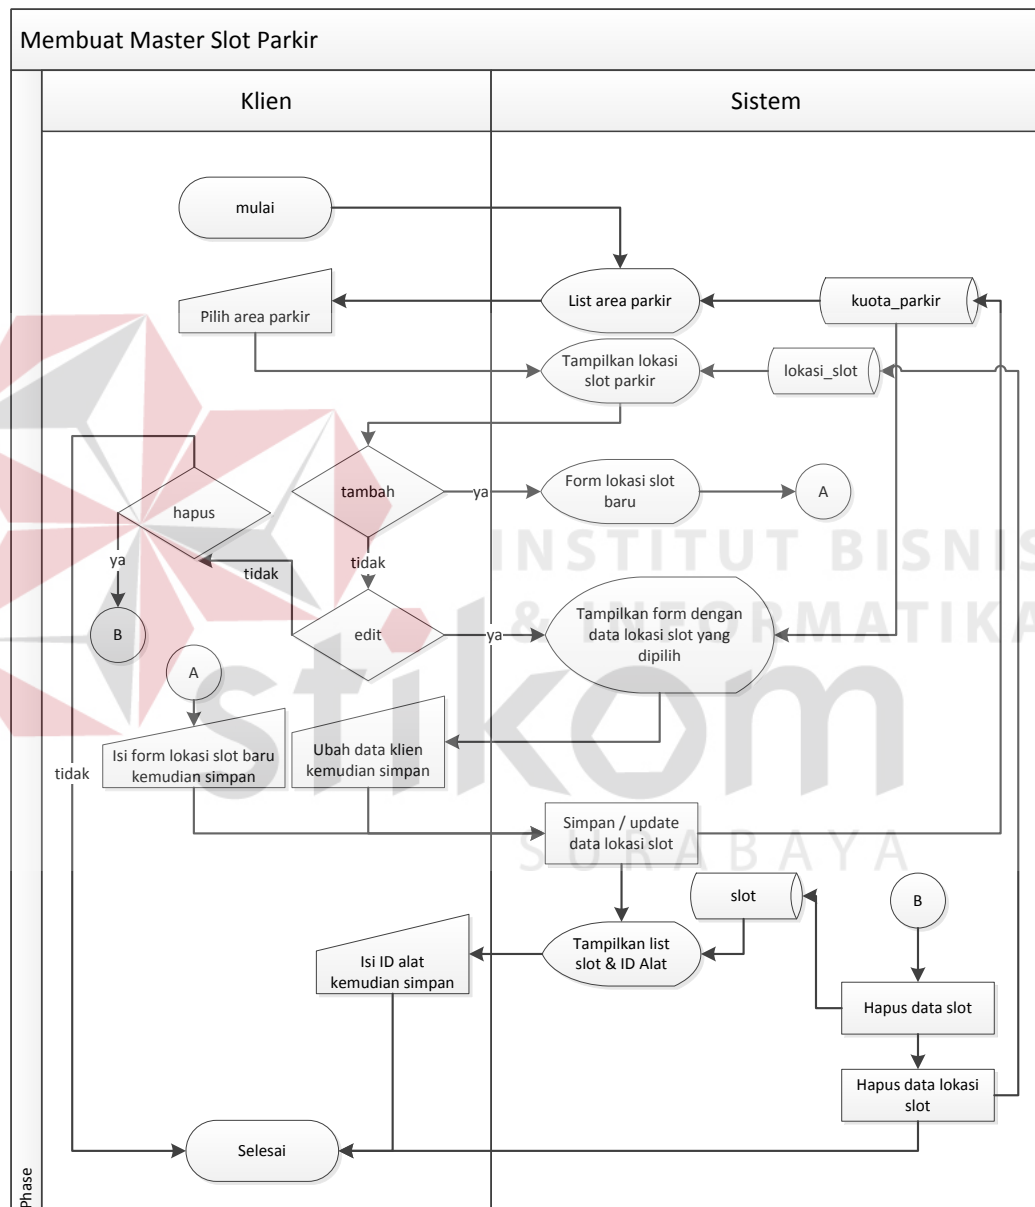 Membuat Master Slot Parkir
Klien
Sistem
mulai
List area parkir
kuota_parkir
Pilih area parkir
Tampilkan lokasi
slot parkir
lokasi_slot
tambah
ya
Form lokasi slot
baru
A
hapus
ya
tidak
tidak
B
edit
ya
Tampilkan form dengan
data lokasi slot yang
dipilih
A
Isi form lokasi slot baru
kemudian simpan
Ubah data klien
kemudian simpan
tidak
Simpan / update
data lokasi slot
slot
B
Tampilkan list
slot & ID Alat
Isi ID alat
kemudian simpan
Hapus data slot
Hapus data lokasi
slot
Selesai
Phase
INSTITUT BISNIS
& INFORMATIKA
stikom
SURABAYA